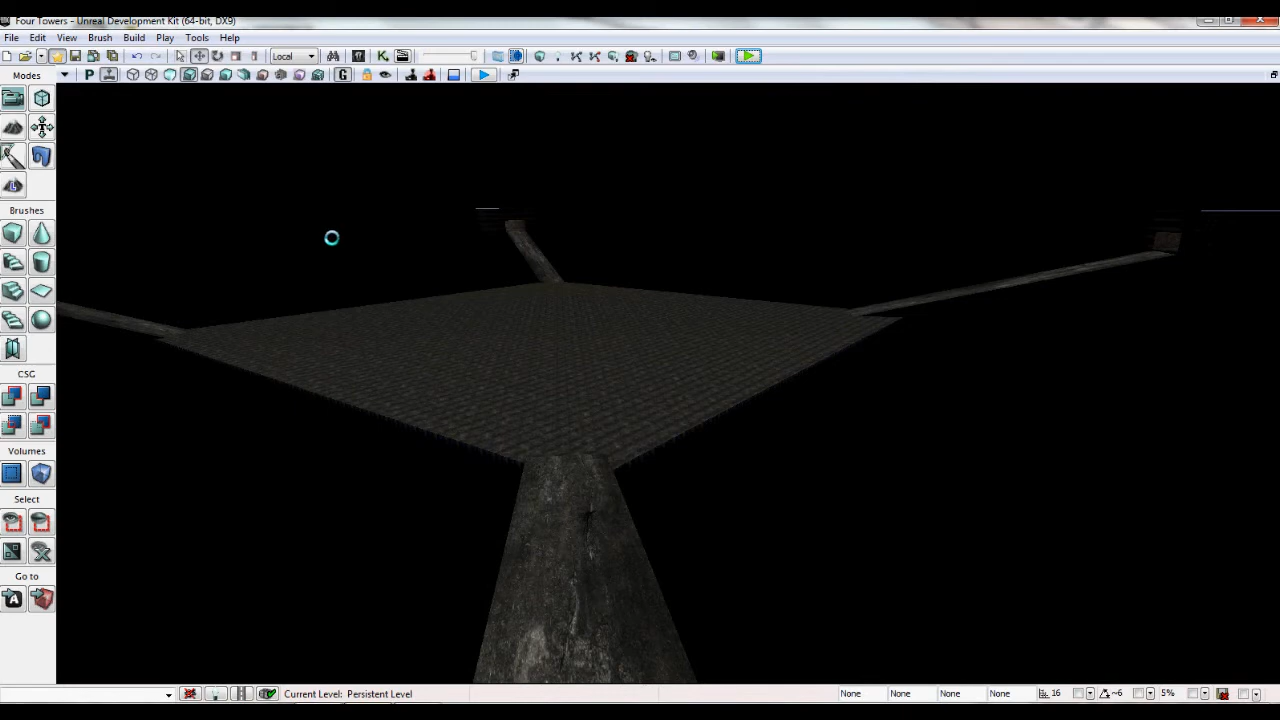 Four Towers - Unreal Development Kit (64-bit, DX9)
File Edit View Brush Build Play Tools Help
Local
Modes
P
G
L
Brushes
CSG
Volumes
Select
Go to
A
Current Level: Persistent Level
None None None None 16 ~6 5%